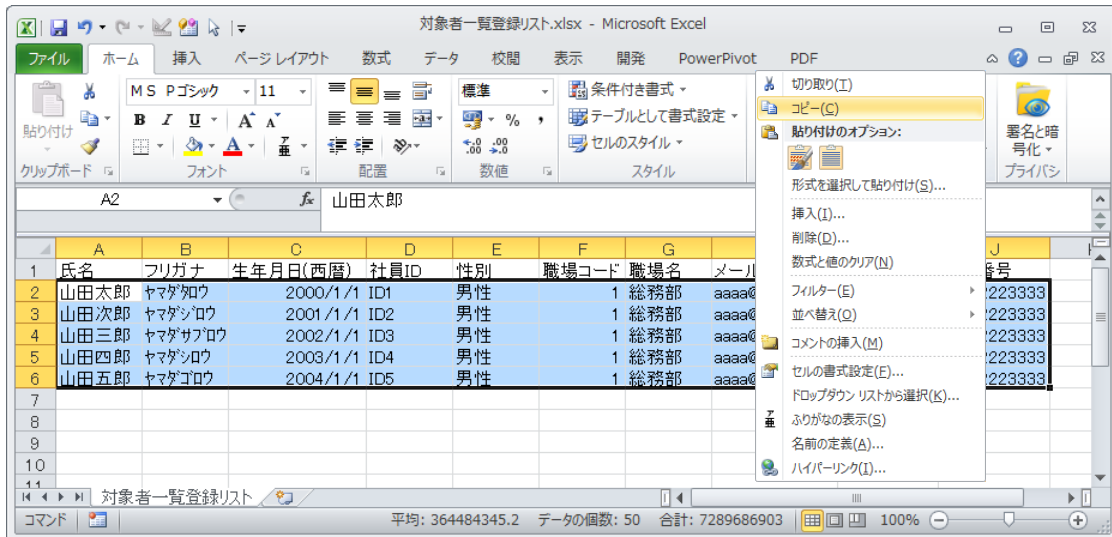 対象者一覧登録リスト.xlsx - Microsoft Excel
ファイル ホーム 挿入 ページ レイアウト 数式 データ 校閲 表示 開発 PowerPivot PDF
MS Pゴシック 11 標準 条件付き書式
B I U A A % , テーブルとして書式設定
セルのスタイル
貼り付け
署名と暗
号化
クリップボード フォント 配置 数値 スタイル プライバシ
A2 fx 山田太郎
A B C D E F G J
1 氏名 フリガナ 生年月日(西暦) 社員ID 性別 職場コード 職場名 メール 番号
2 山田太郎 ヤマダタロウ 2000/1/1 ID1 男性 1 総務部 aaaa@ 2223333
3 山田次郎 ヤマダジロウ 2001/1/1 ID2 男性 1 総務部 aaaa@ 2223333
4 山田三郎 ヤマダサブロウ 2002/1/1 ID3 男性 1 総務部 aaaa@ 2223333
5 山田四郎 ヤマダシロウ 2003/1/1 ID4 男性 1 総務部 aaaa@ 2223333
6 山田五郎 ヤマダゴロウ 2004/1/1 ID5 男性 1 総務部 aaaa@ 2223333
7
8
9
10
切り取り(T)
コピー(C)
貼り付けのオプション:
形式を選択して貼り付け(S)...
挿入(I)...
削除(D)...
数式と値のクリア(N)
フィルター(E)
並べ替え(O)
コメントの挿入(M)
セルの書式設定(F)...
ドロップダウン リストから選択(K)...
ふりがなの表示(S)
名前の定義(A)...
ハイパーリンク(I)...
対象者一覧登録リスト
コマンド 平均: 364484345.2 データの個数: 50 合計: 7289686903 100%